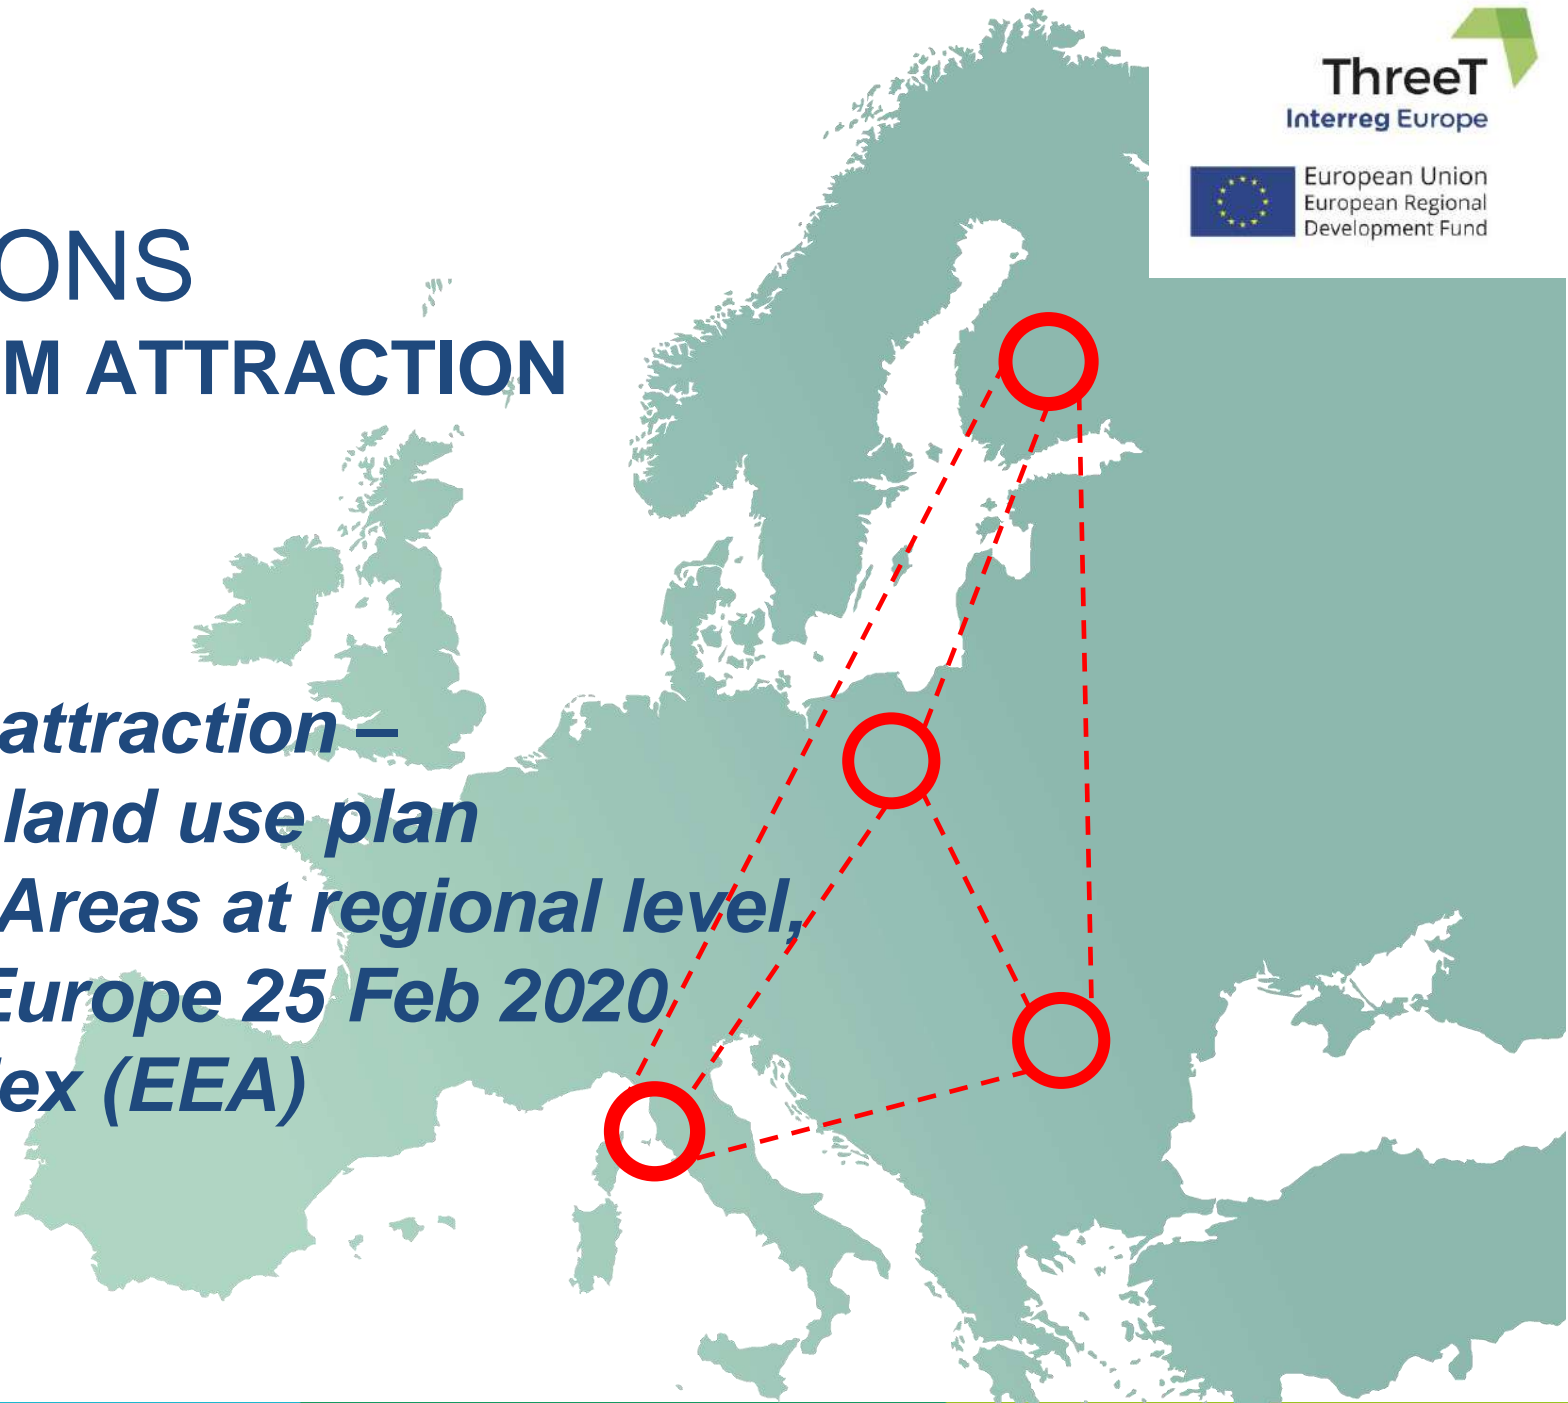 ThreeT
Interreg Europe
European Union
European Regional
Development Fund
ONS
M ATTRACTION
attraction –
land use plan
Areas at regional level,
Europe 25 Feb 2020
ex (EEA)